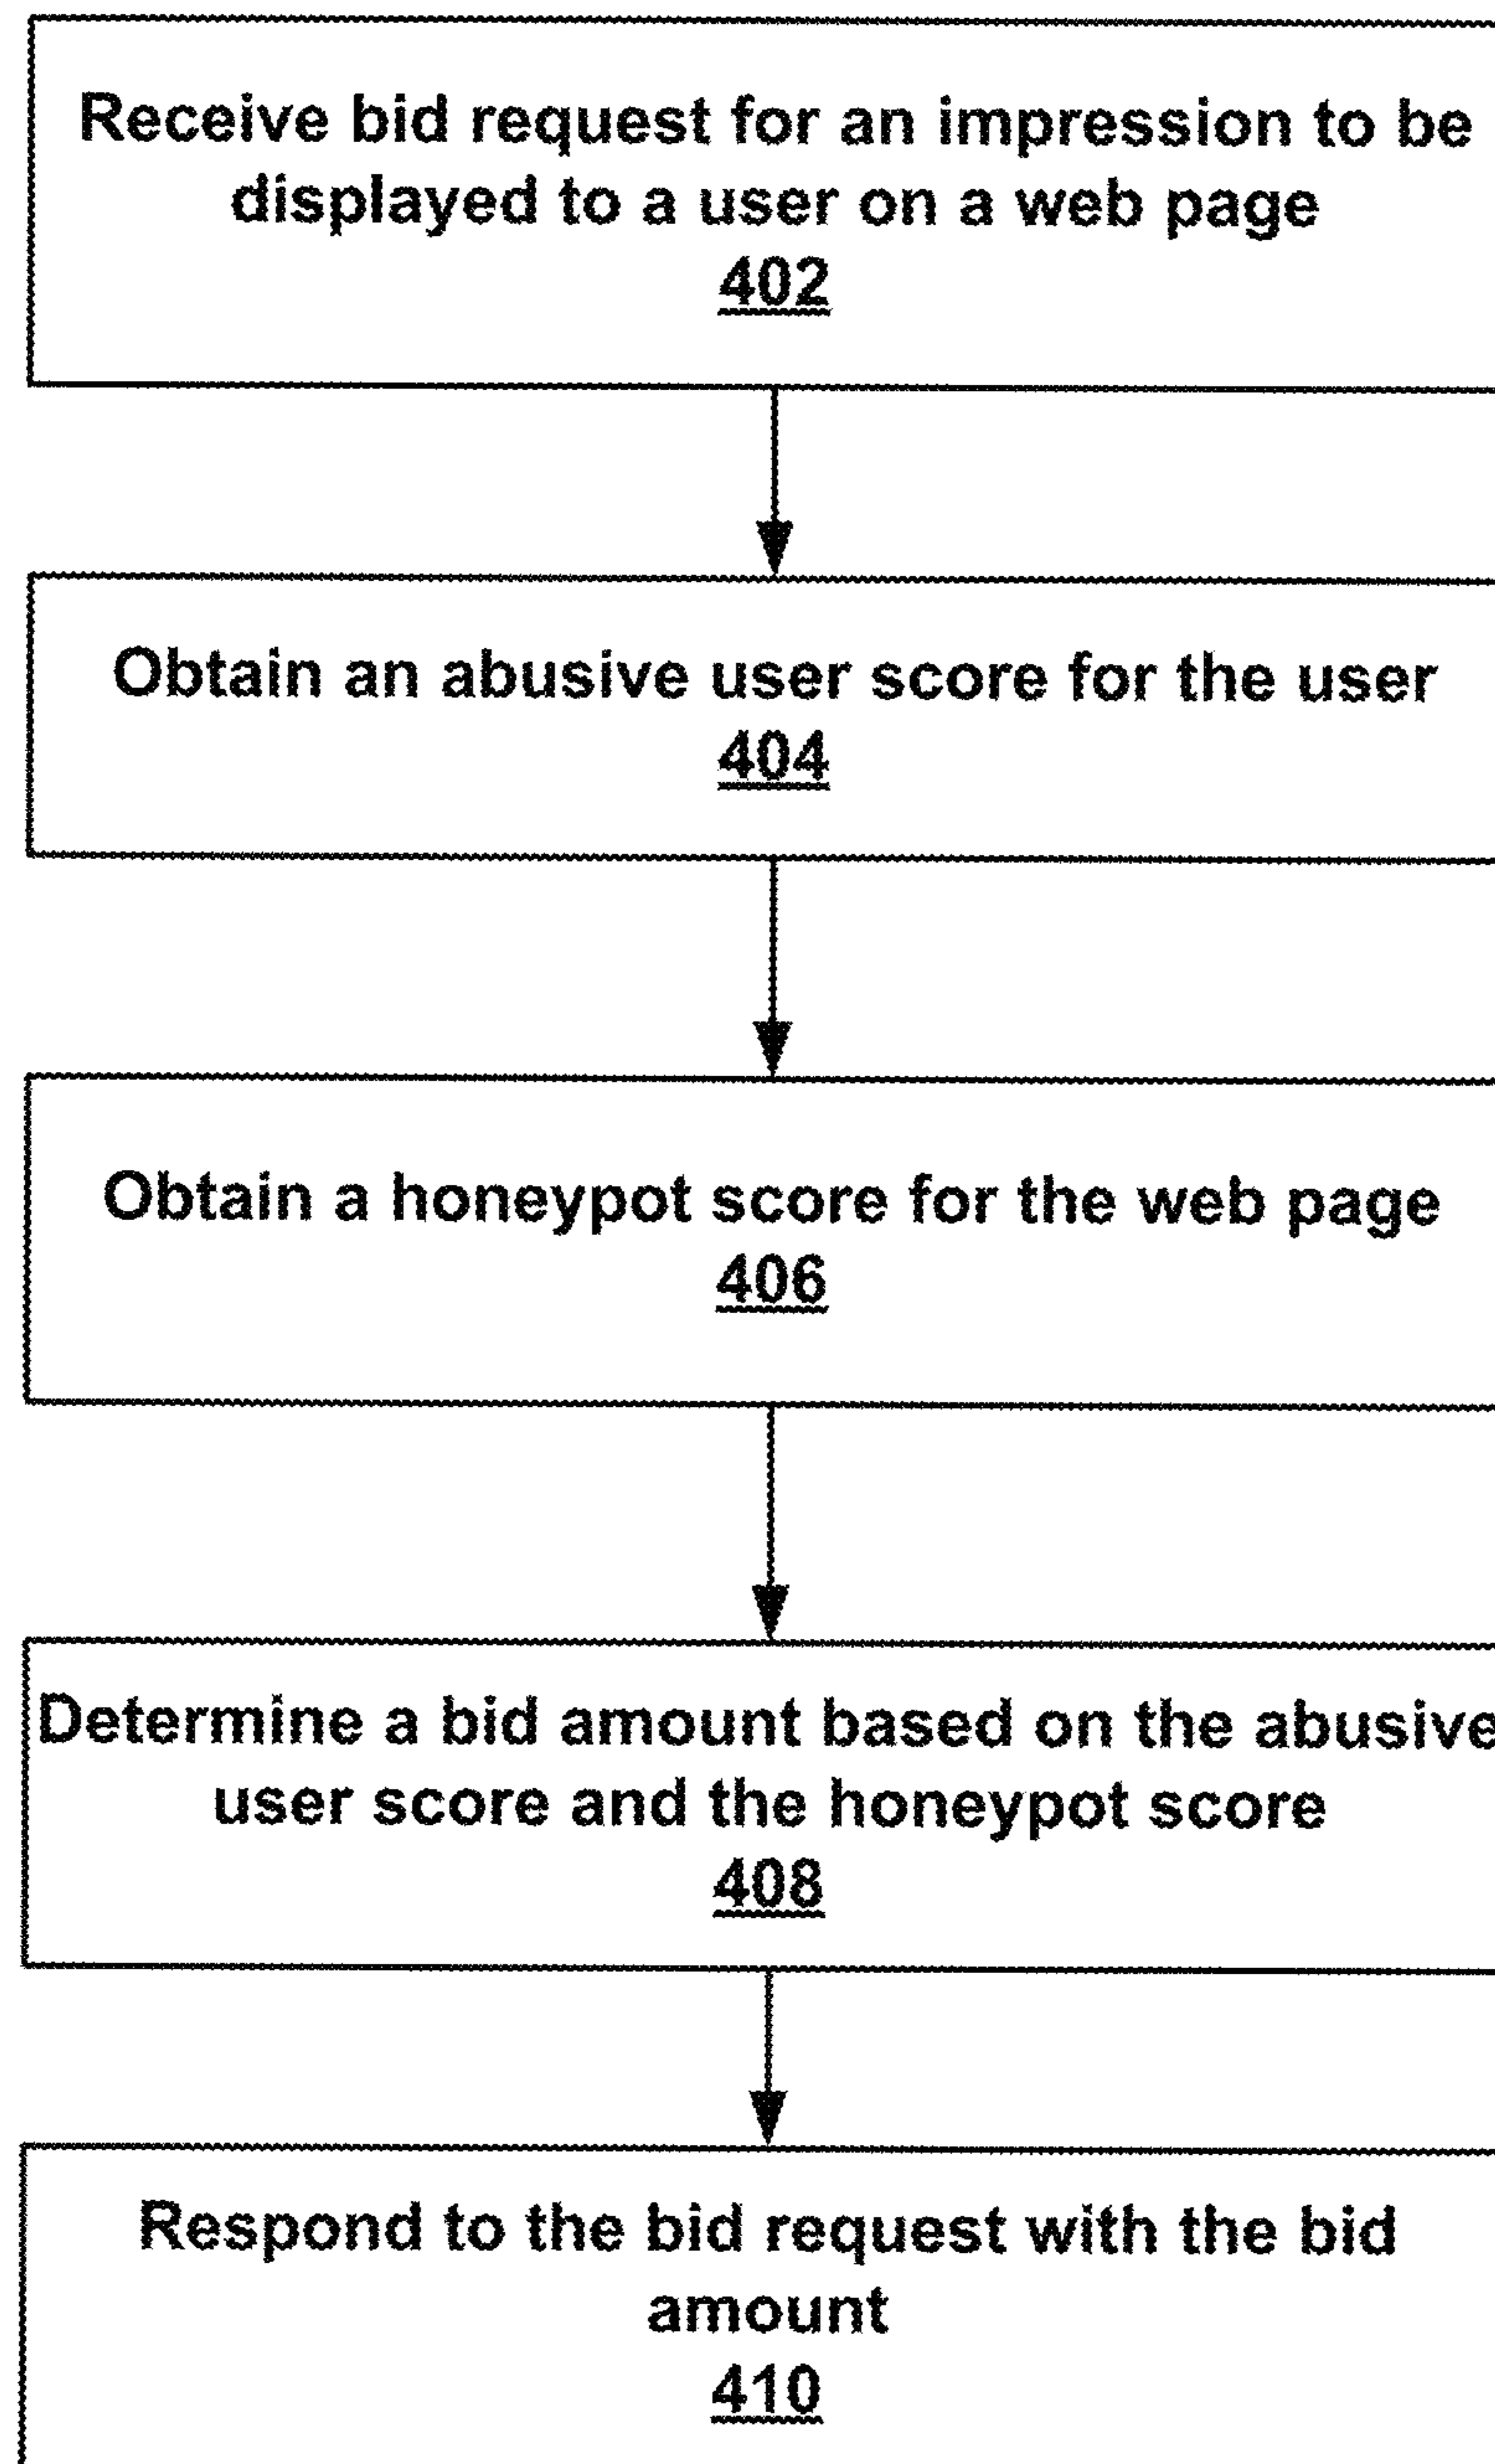 Receive bid request for an impression to be
displayed to a user on a web page
402
Obtain an abusive user score for the user
404
Obtain a honeypot score for the web page
406
Determine a bid amount based on the abusive
user score and the honeypot score
408
Respond to the bid request with the bid
amount
410